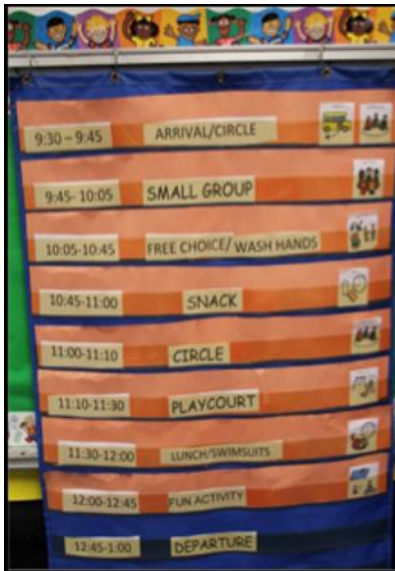 9:30 – 9:45 ARRIVAL/CIRCLE
9:45- 10:05 SMALL GROUP
10:05-10:45 FREE CHOICE/ WASH HANDS
10:45-11:00 SNACK
11:00-11:10 CIRCLE
11:10-11:30 PLAYCOURT
11:30-12:00 LUNCH/SWIMSUITS
12:00-12:45 FUN ACTIVITY
12:45-1:00 DEPARTURE